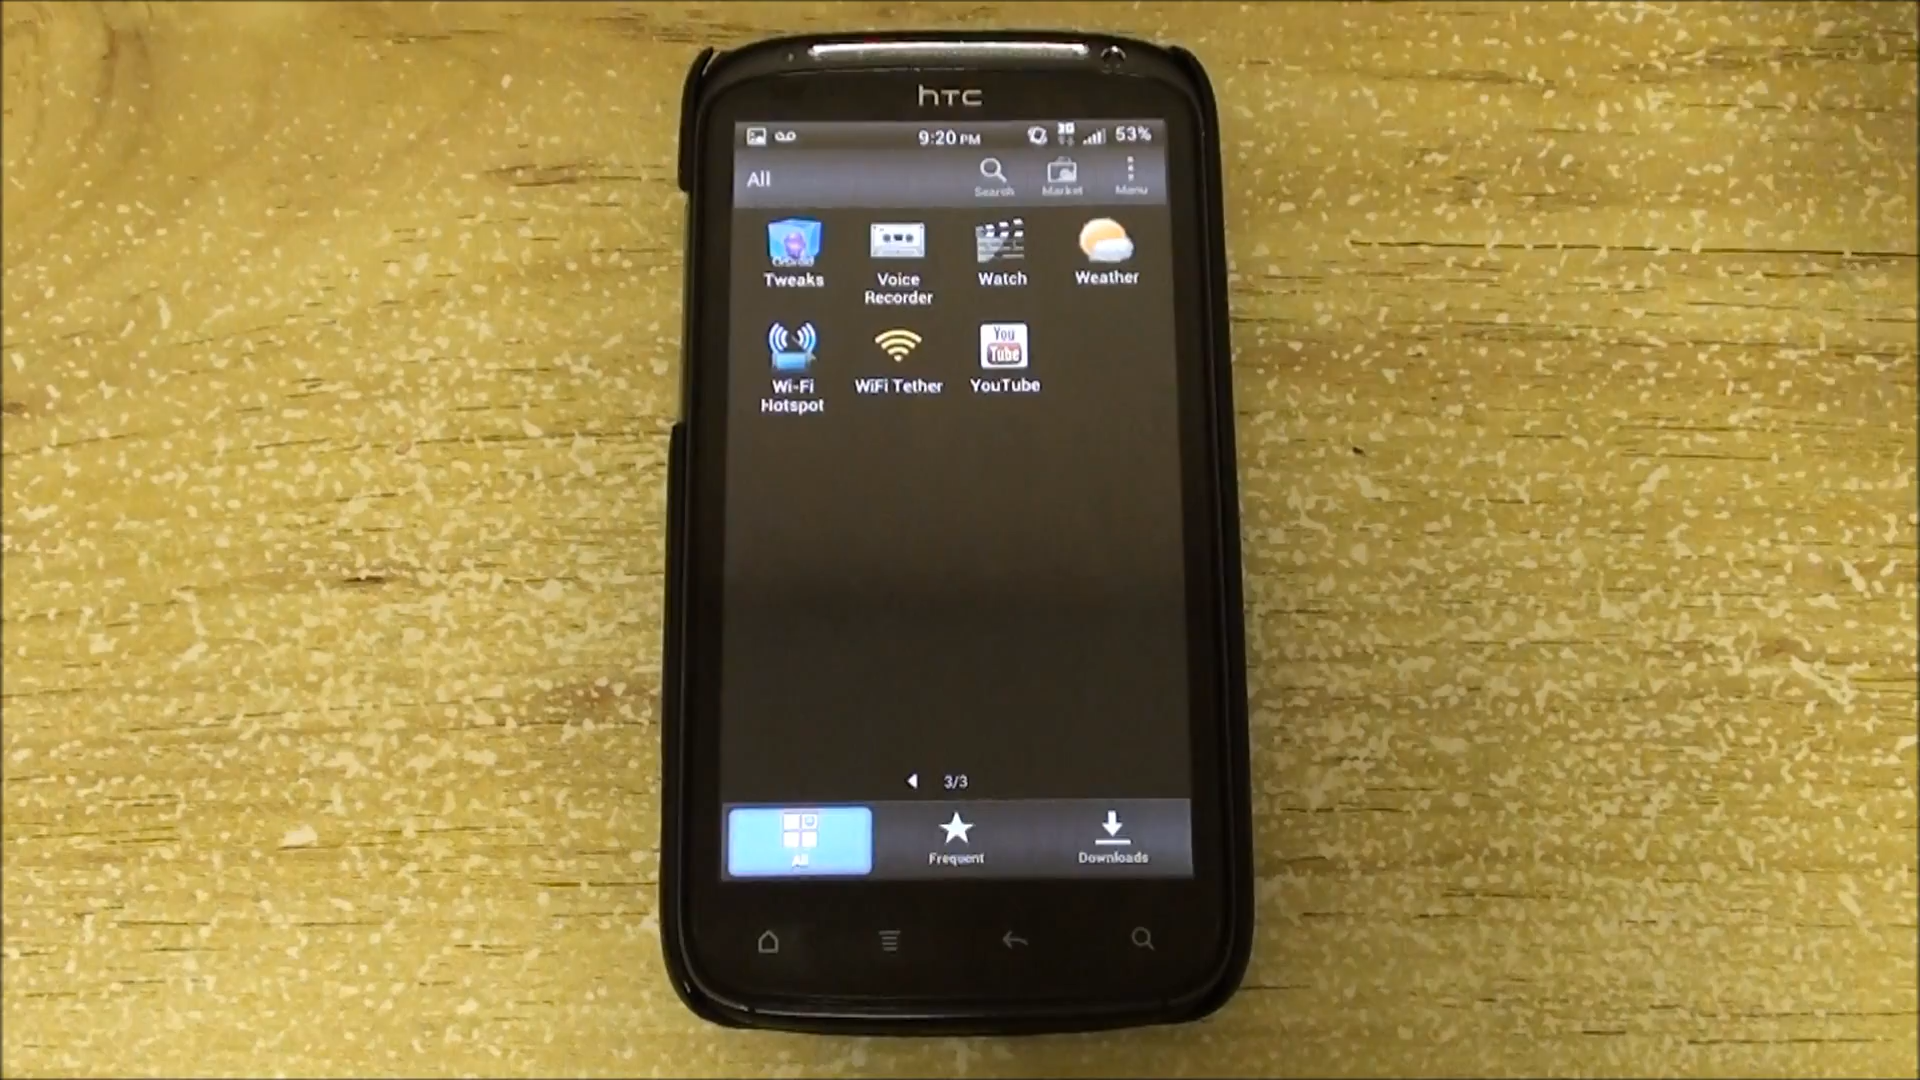 hTC
9:20 PM 3G 53%
All
Search Market Menu
Tweaks Voice Recorder Watch Weather
Wi-Fi Hotspot WiFi Tether You Tube YouTube
3/3
All Frequent Downloads